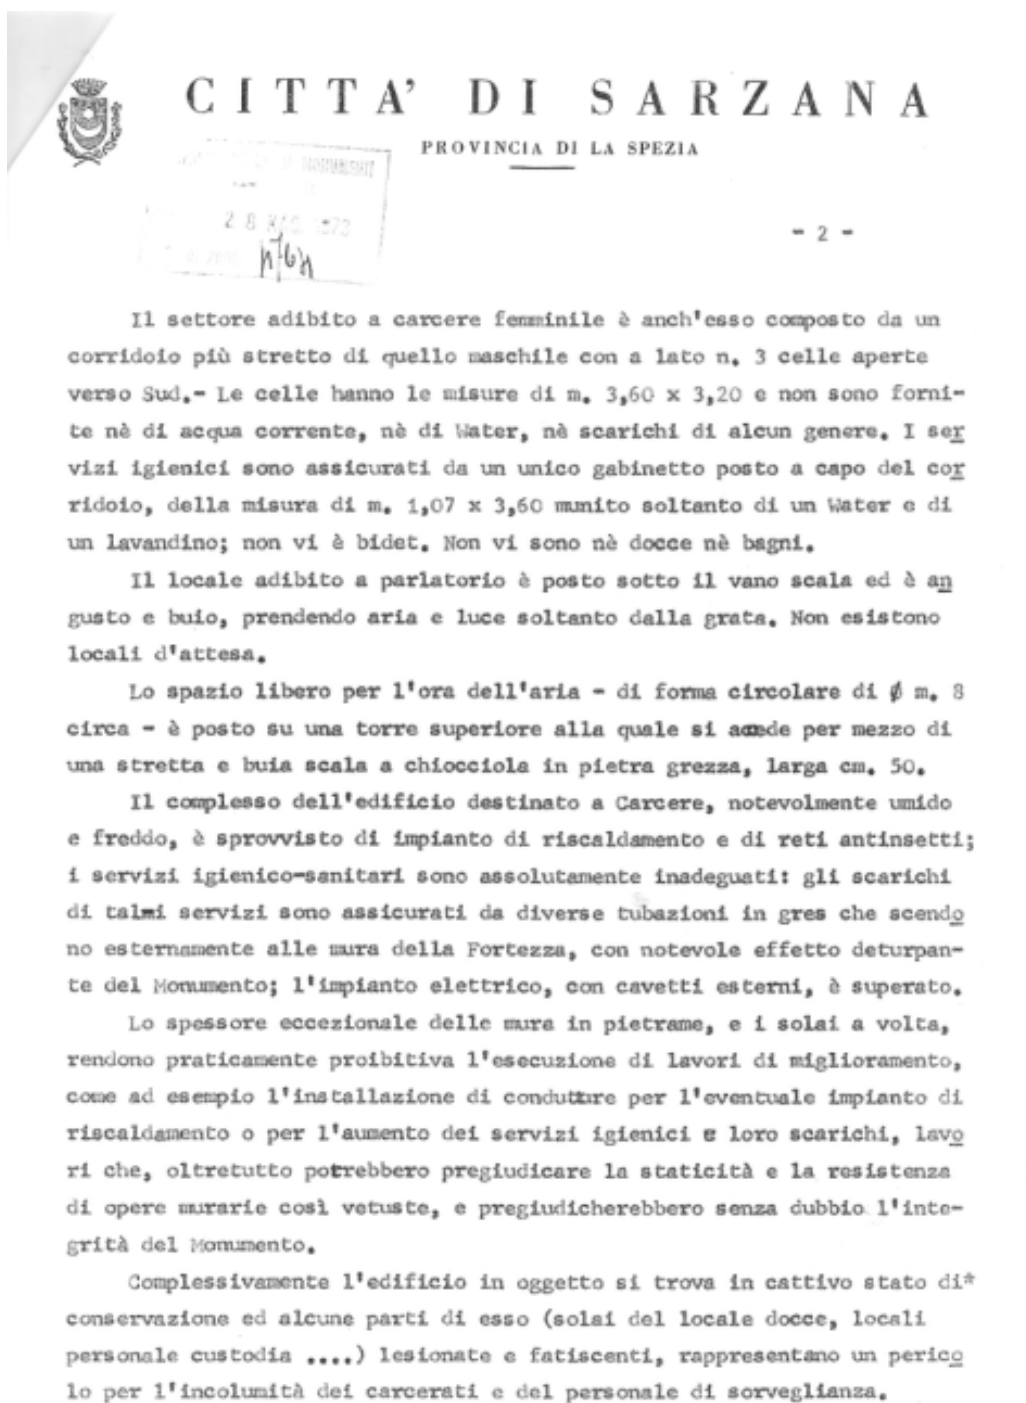 CITTA' DI SARZANA
PROVINCIA DI LA SPEZIA
MONUMENTI
28 MAG 1973
- 2 -
Il settore adibito a carcere femminile è anch'esso composto da un
corridoio più stretto di quello maschile con a lato n. 3 celle aperte
verso Sud.- Le celle hanno le misure di m. 3,60 x 3,20 e non sono forni-
te nè di acqua corrente, nè di Water, nè scarichi di alcun genere. I ser
vizi igienici sono assicurati da un unico gabinetto posto a capo del cor
ridoio, della misura di m. 1,07 x 3,60 munito soltanto di un Water e di
un lavandino; non vi è bidet. Non vi sono nè docce nè bagni.
Il locale adibito a parlatorio è posto sotto il vano scala ed è an
gusto e buio, prendendo aria e luce soltanto dalla grata. Non esistono
locali d'attesa.
Lo spazio libero per l'ora dell'aria - di forma circolare di ∅ m. 8
circa - è posto su una torre superiore alla quale si accede per mezzo di
una stretta e buia scala a chiocciola in pietra grezza, larga cm. 50.
Il complesso dell'edificio destinato a Carcere, notevolmente umido
e freddo, è sprovvisto di impianto di riscaldamento e di reti antinsetti;
i servizi igienico-sanitari sono assolutamente inadeguati: gli scarichi
di talmi servizi sono assicurati da diverse tubazioni in gres che scendo
no esternamente alle mura della Fortezza, con notevole effetto deturpan-
te del Monumento; l'impianto elettrico, con cavetti esterni, è superato.
Lo spessore eccezionale delle mura in pietrame, e i solai a volta,
rendono praticamente proibitiva l'esecuzione di lavori di miglioramento,
come ad esempio l'installazione di condutture per l'eventuale impianto di
riscaldamento o per l'aumento dei servizi igienici e loro scarichi, lavo
ri che, oltretutto potrebbero pregiudicare la staticità e la resistenza
di opere murarie così vetuste, e pregiudicherebbero senza dubbio l'inte-
grità del Monumento.
Complessivamente l'edificio in oggetto si trova in cattivo stato di*
conservazione ed alcune parti di esso (solai del locale docce, locali
personale custodia ....) lesionate e fatiscenti, rappresentano un perico
lo per l'incolumità dei carcerati e del personale di sorveglianza.